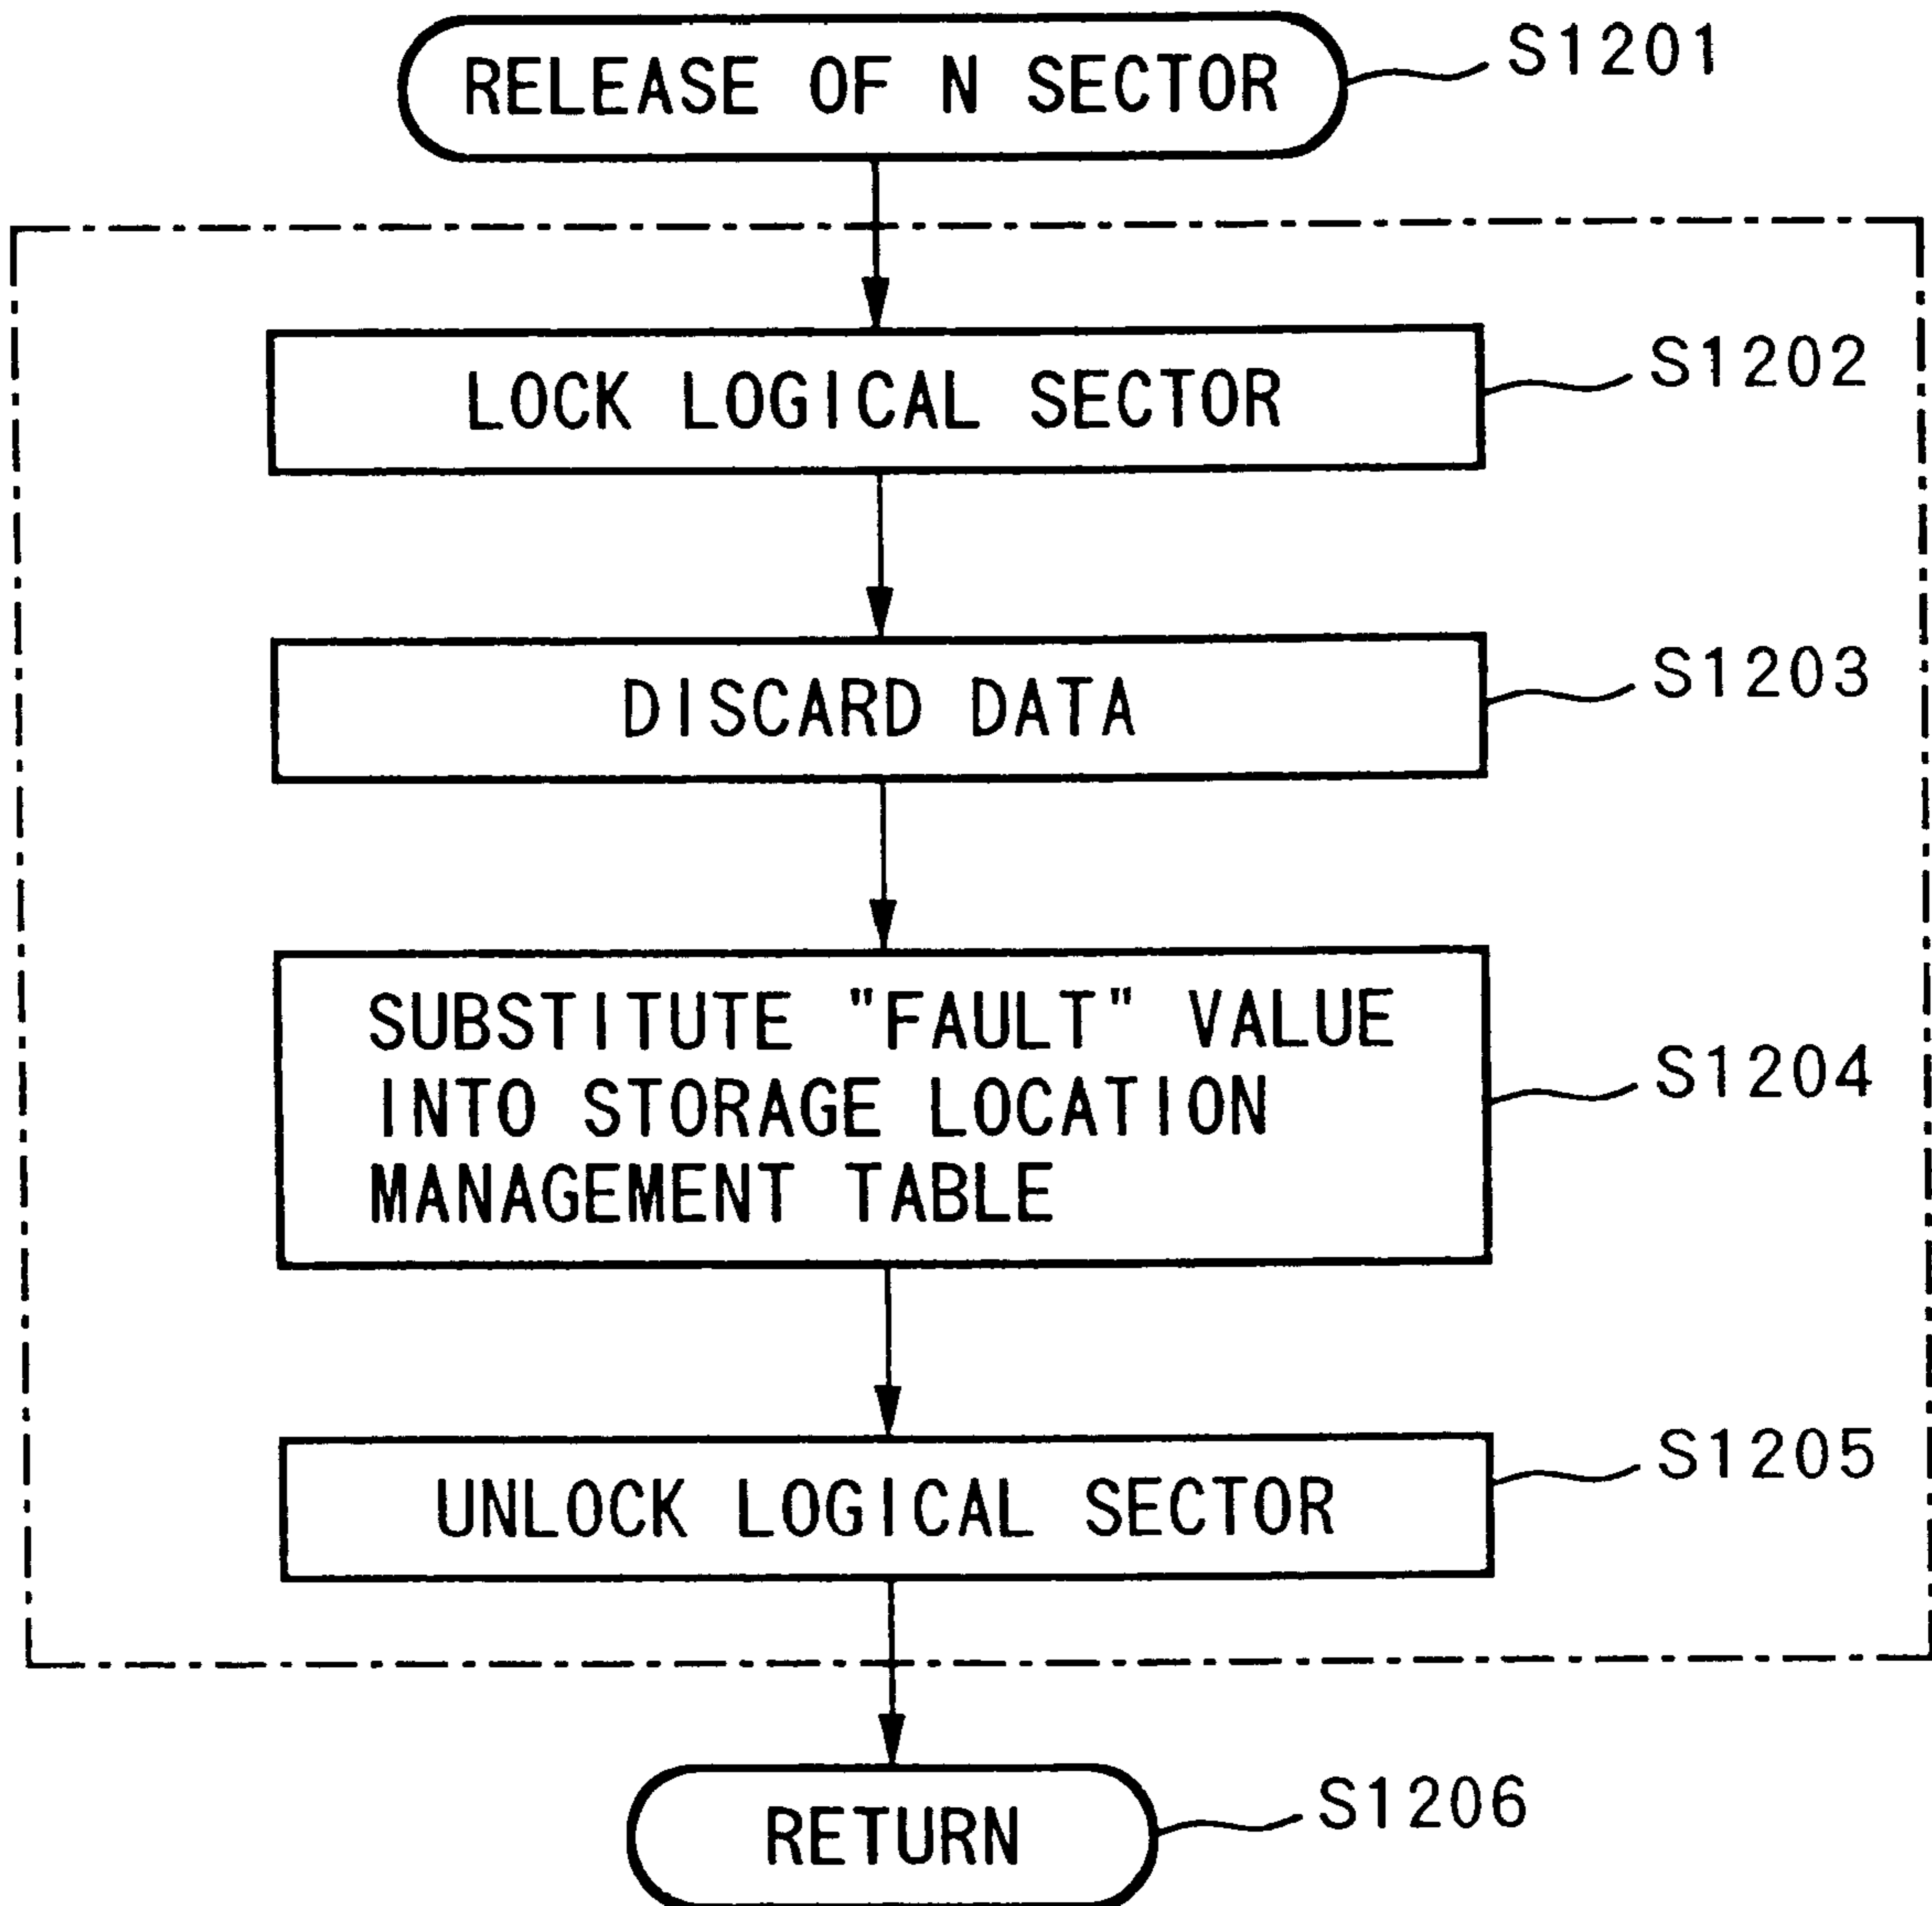 RELEASE OF N SECTOR
S1201
LOCK LOGICAL SECTOR
S1202
DISCARD DATA
S1203
SUBSTITUTE "FAULT" VALUE
INTO STORAGE LOCATION
MANAGEMENT TABLE
S1204
UNLOCK LOGICAL SECTOR
S1205
RETURN
S1206